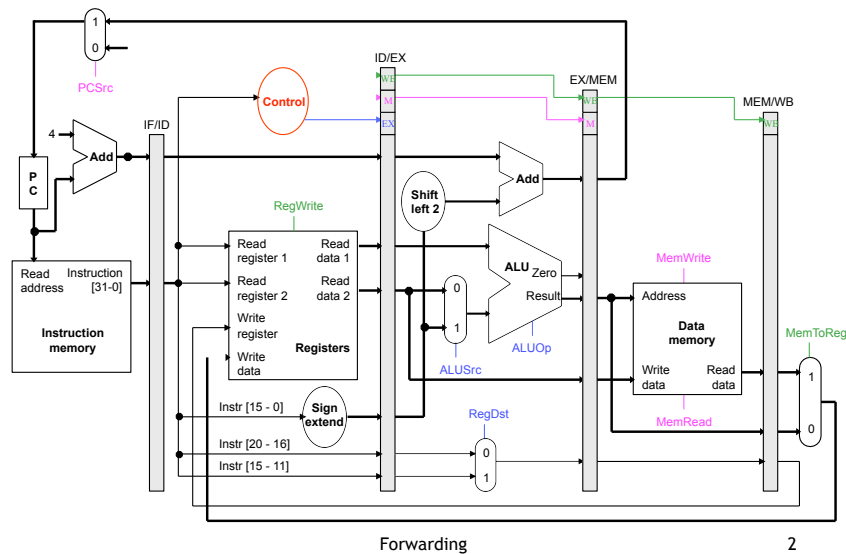 1
0
PCSrc
ID/EX
WB
M
EX
EX/MEM
WB
M
MEM/WB
WB
Control
IF/ID
4
Add
P
C
Add
Shift
left 2
RegWrite
Read
address
Instruction
[31-0]
Instruction
memory
Read
register 1
Read
data 1
Read
register 2
Read
data 2
Write
register
Write
data
Registers
0
1
ALUSrc
ALU
Zero
Result
ALUOp
MemWrite
Address
Data
memory
Write
data
Read
data
MemRead
MemToReg
1
0
Instr [15 - 0]
Sign
extend
RegDst
Instr [20 - 16]
0
Instr [15 - 11]
1
Forwarding
2